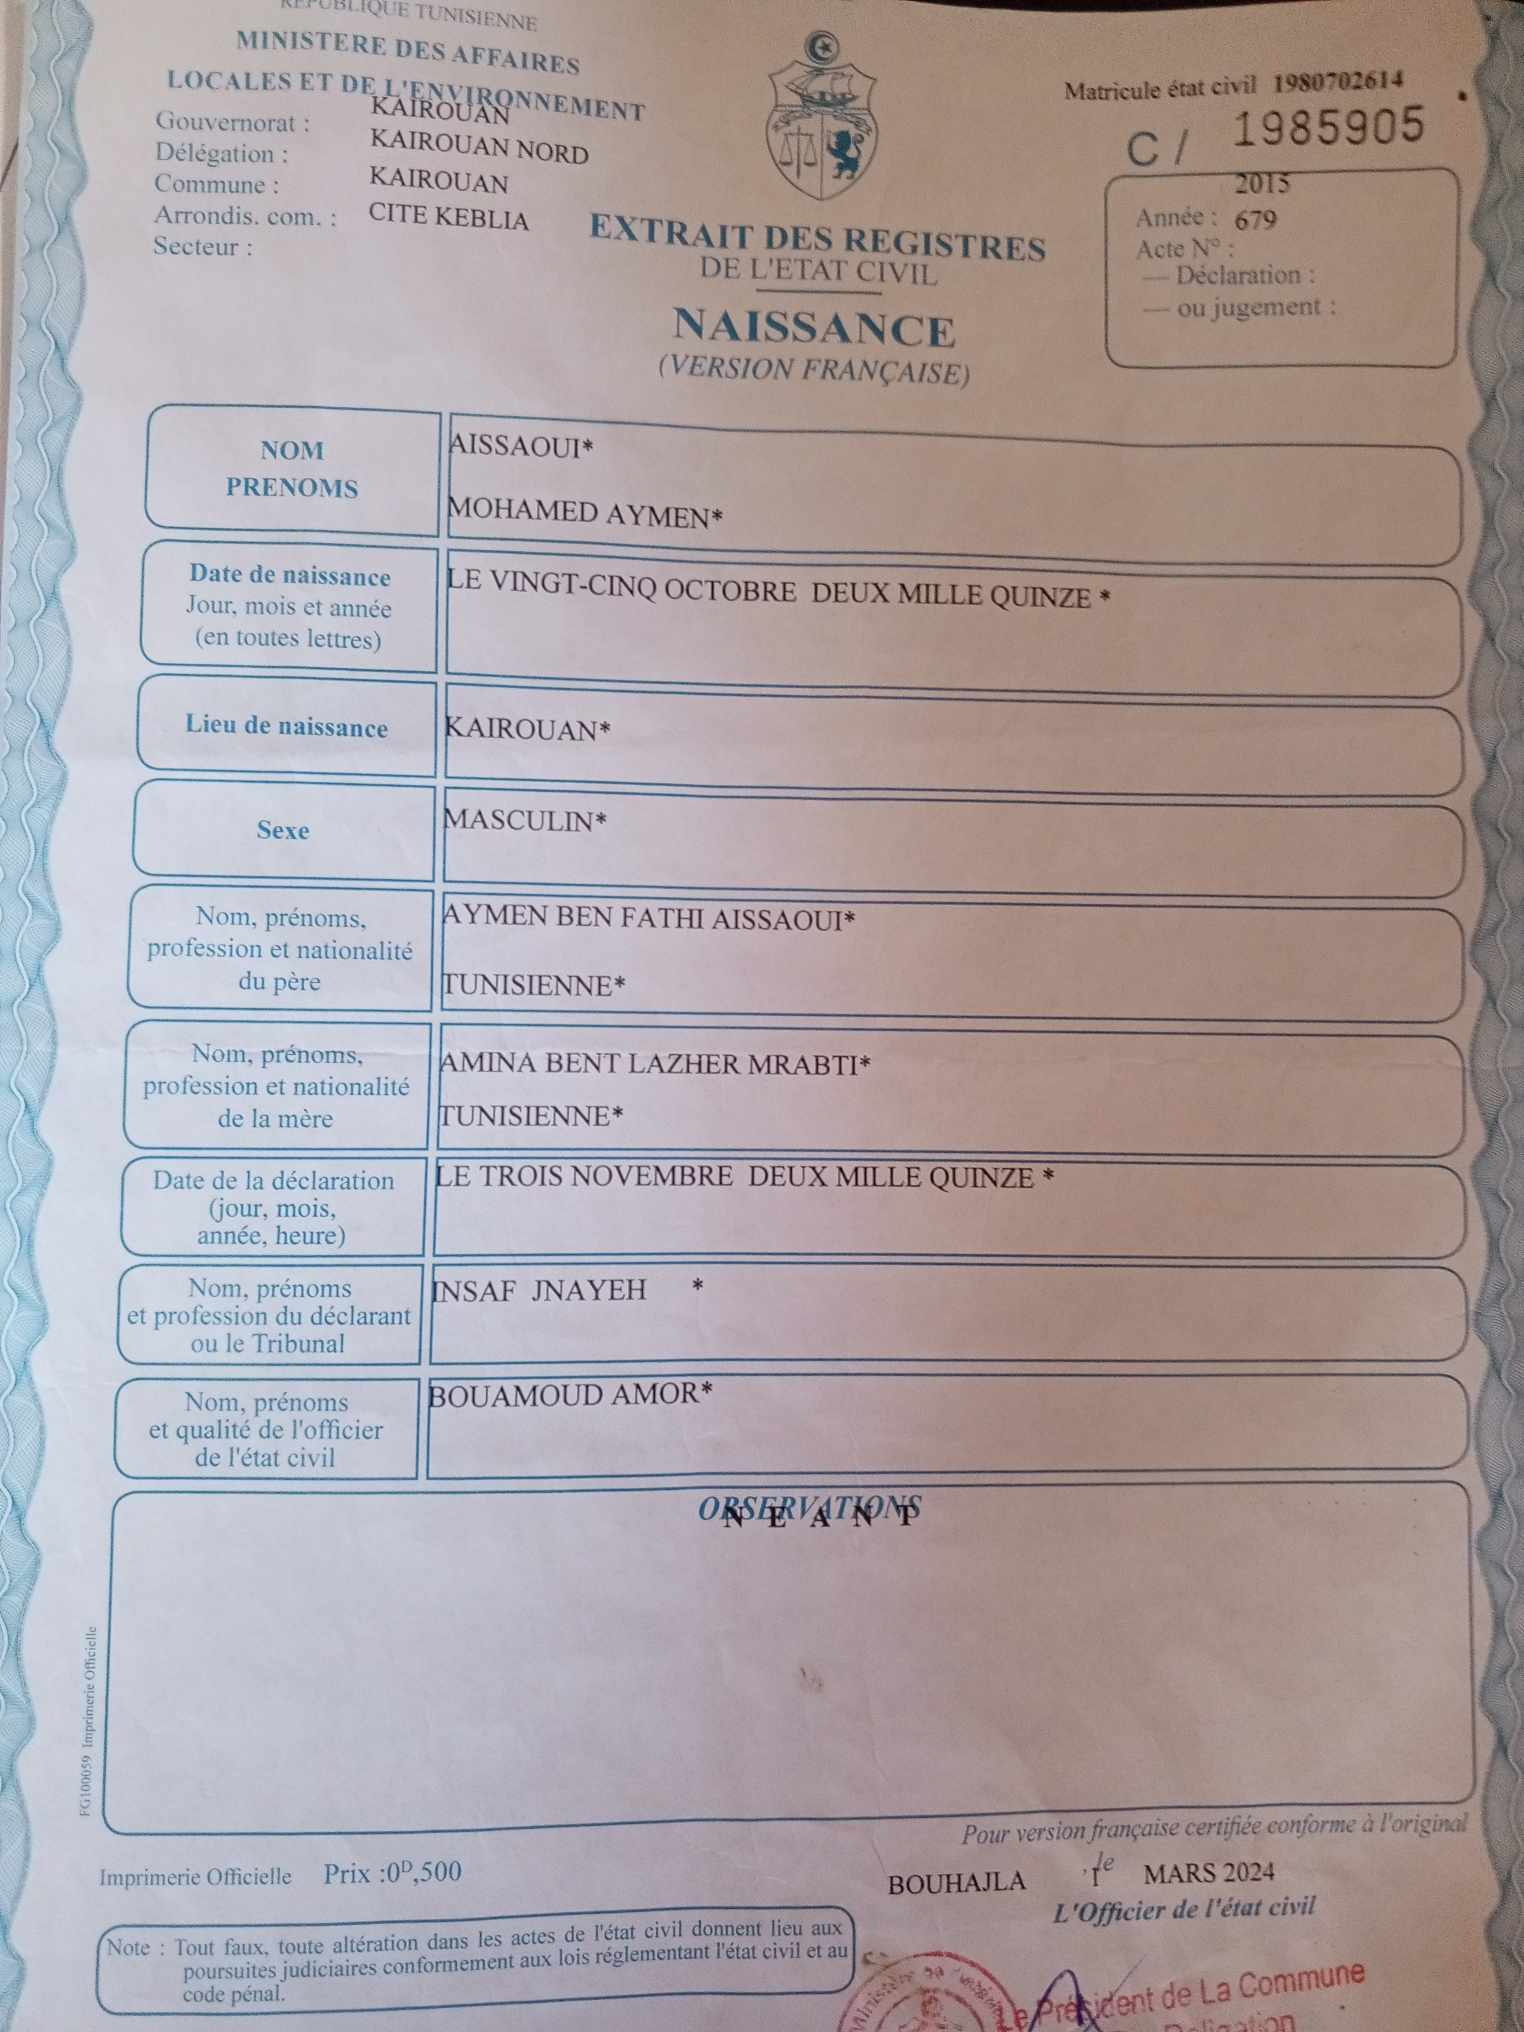 REPUBLIQUE TUNISIENNE
MINISTERE DES AFFAIRES
LOCALES ET DE L'ENVIRONNEMENT
Gouvernorat : KAIROUAN
Délégation : KAIROUAN NORD
Commune : KAIROUAN
Arrondis. com. : CITE KEBLIA
Secteur :
Matricule état civil 1980702614
C / 1985905
2015
Année : 679
Acte N° :
— Déclaration :
— ou jugement :
EXTRAIT DES REGISTRES
DE L'ETAT CIVIL
NAISSANCE
(VERSION FRANÇAISE)
NOM
PRENOMS
AISSAOUI*
MOHAMED AYMEN*
Date de naissance
Jour, mois et année
(en toutes lettres)
LE VINGT-CINQ OCTOBRE DEUX MILLE QUINZE *
Lieu de naissance
KAIROUAN*
Sexe
MASCULIN*
Nom, prénoms,
profession et nationalité
du père
AYMEN BEN FATHI AISSAOUI*
TUNISIENNE*
Nom, prénoms,
profession et nationalité
de la mère
AMINA BENT LAZHER MRABTI*
TUNISIENNE*
Date de la déclaration
(jour, mois,
année, heure)
LE TROIS NOVEMBRE DEUX MILLE QUINZE *
Nom, prénoms
et profession du déclarant
ou le Tribunal
INSAF JNAYEH *
Nom, prénoms
et qualité de l'officier
de l'état civil
BOUAMOUD AMOR*
OBSERVATIONS
N E A N T
FG100059 Imprimerie Officielle
Pour version française certifiée conforme à l'original
Imprimerie Officielle Prix :0D,500
BOUHAJLA , le 1 MARS 2024
L'Officier de l'état civil
Note : Tout faux, toute altération dans les actes de l'état civil donnent lieu aux
poursuites judiciaires conformement aux lois réglementant l'état civil et au
code pénal.
Le Président de La Commune